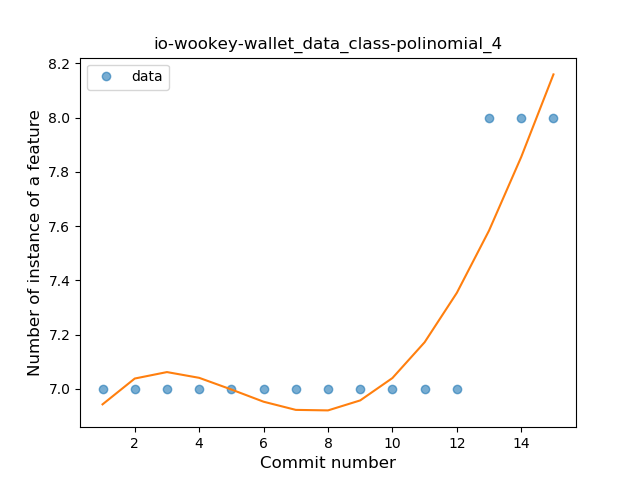 io-wookey-wallet_data_class-polinomial_4
data
Number of instance of a feature
8.2
8.0
7.8
7.6
7.4
7.2
7.0
2 4 6 8 10 12 14
Commit number